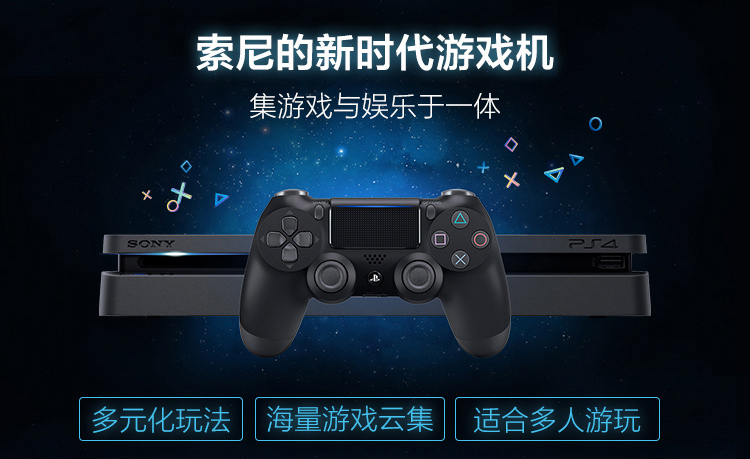 索尼的新时代游戏机
集游戏与娱乐于一体
SONY
PS4
多元化玩法
海量游戏云集
适合多人游玩